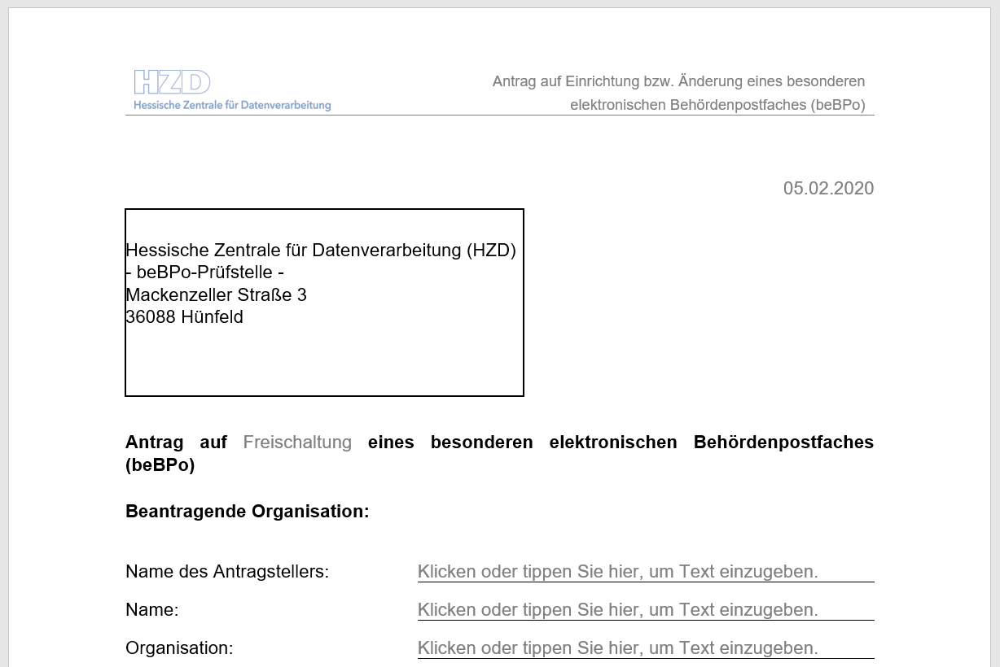 HZD
Hessische Zentrale für Datenverarbeitung
Antrag auf Einrichtung bzw. Änderung eines besonderen
elektronischen Behördenpostfaches (beBPo)
05.02.2020
Hessische Zentrale für Datenverarbeitung (HZD)
- beBPo-Prüfstelle -
Mackenzeller Straße 3
36088 Hünfeld
Antrag auf Freischaltung eines besonderen elektronischen Behördenpostfaches
(beBPo)
Beantragende Organisation:
Name des Antragstellers: Klicken oder tippen Sie hier, um Text einzugeben.
Name: Klicken oder tippen Sie hier, um Text einzugeben.
Organisation: Klicken oder tippen Sie hier, um Text einzugeben.